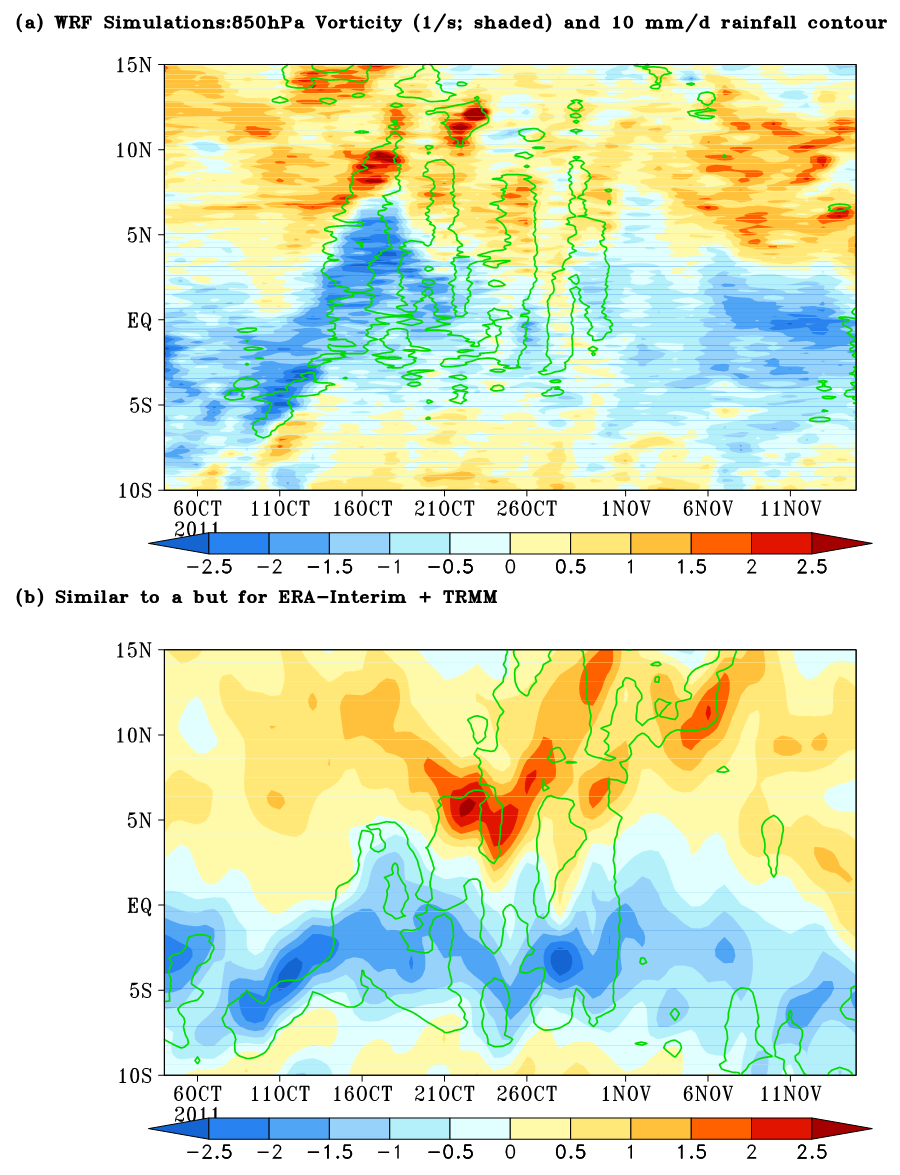 (a) WRF Simulations:850hPa Vorticity (1/s; shaded) and 10 mm/d rainfall contour
15N
10N
5N
EQ
5S
10S
6OCT 11OCT 16OCT 21OCT 26OCT 1NOV 6NOV 11NOV
2011
−2.5 −2 −1.5 −1 −0.5 0 0.5 1 1.5 2 2.5
(b) Similar to a but for ERA−Interim + TRMM
15N
10N
5N
EQ
5S
10S
6OCT 11OCT 16OCT 21OCT 26OCT 1NOV 6NOV 11NOV
2011
−2.5 −2 −1.5 −1 −0.5 0 0.5 1 1.5 2 2.5